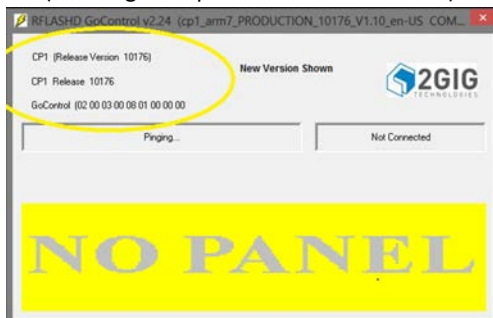 RFLASHD GoControl v2.24 (cp1_arm7_PRODUCTION_10176_V1.10_en-US COM...
CP1 (Release Version 10176)
New Version Shown
CP1 Release 10176
2GIG
TECHNOLOGIES
GoControl (02 00 03 00 08 01 00 00 00
Pinging...
Not Connected
NO PANEL